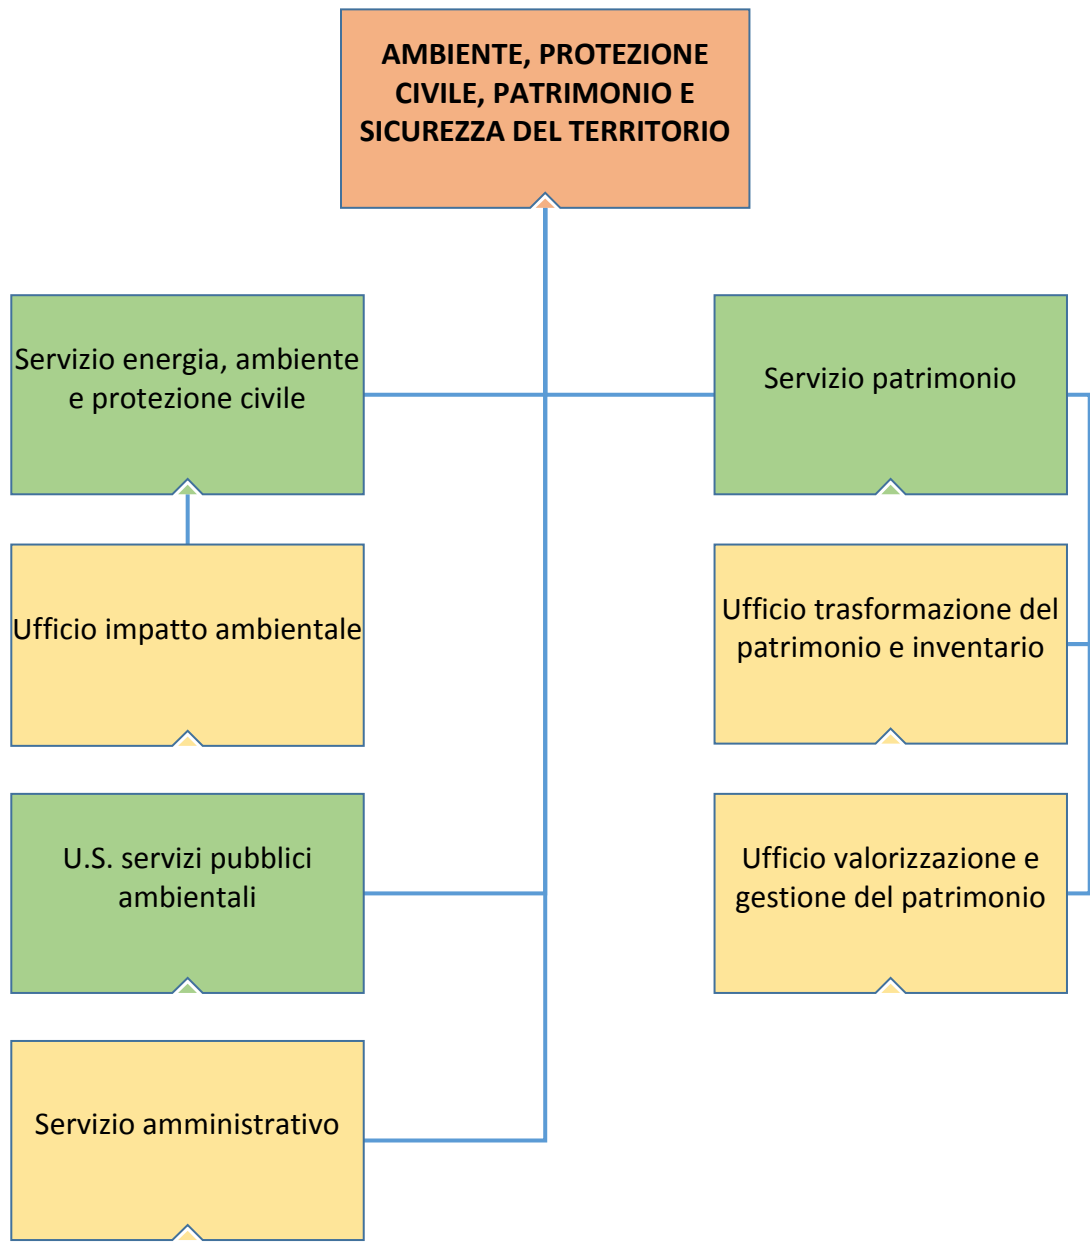 AMBIENTE, PROTEZIONE
CIVILE, PATRIMONIO E
SICUREZZA DEL TERRITORIO
Servizio energia, ambiente
e protezione civile
Servizio patrimonio
Ufficio impatto ambientale
Ufficio trasformazione del
patrimonio e inventario
U.S. servizi pubblici
ambientali
Ufficio valorizzazione e
gestione del patrimonio
Servizio amministrativo